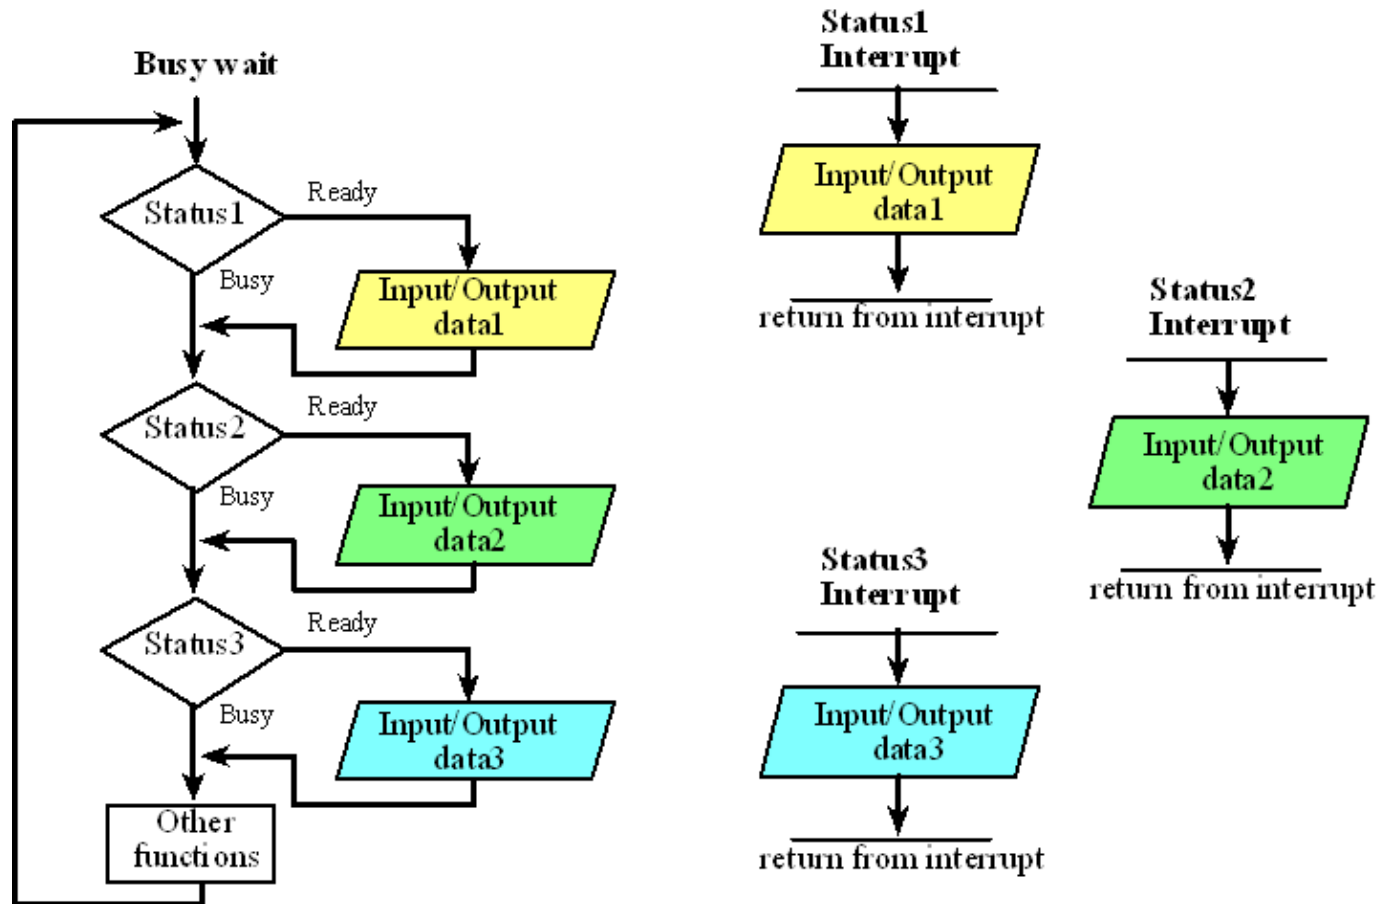 Busy wait
Status1
Ready
Busy
Input/Output
data1
Status2
Ready
Busy
Input/Output
data2
Status3
Ready
Busy
Input/Output
data3
Other
functions
Status1
Interrupt
Input/Output
data1
return from interrupt
Status2
Interrupt
Input/Output
data2
return from interrupt
Status3
Interrupt
Input/Output
data3
return from interrupt